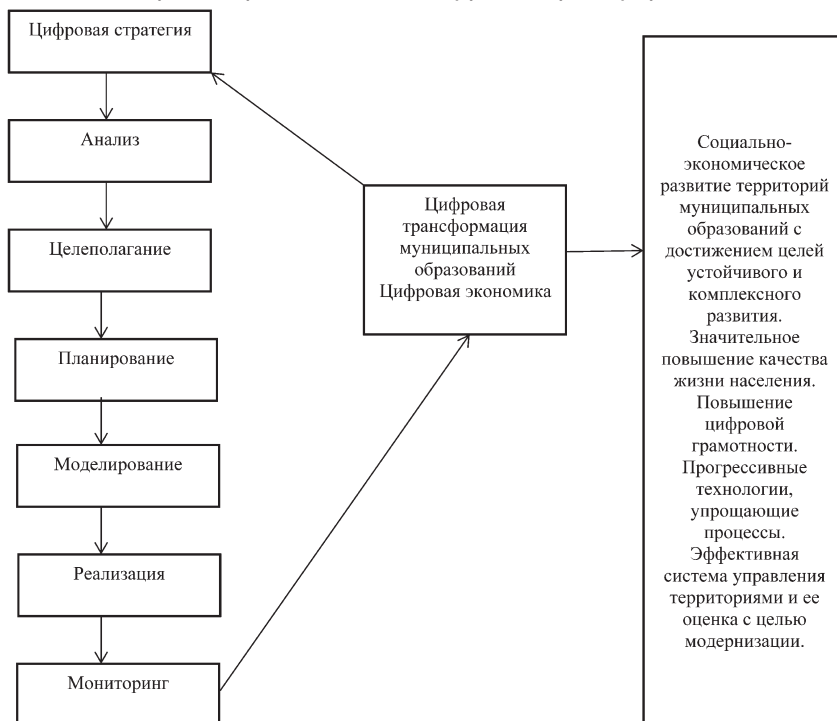 Цифровая стратегия
Анализ
Целеполагание
Планирование
Моделирование
Реализация
Мониторинг
Цифровая
трансформация
муниципальных
образований
Цифровая экономика
Социально-
экономическое
развитие территорий
муниципальных
образований с
достижением целей
устойчивого и
комплексного
развития.
Значительное
повышение качества
жизни населения.
Повышение
цифровой
грамотности.
Прогрессивные
технологии,
упрощающие
процессы.
Эффективная
система управления
территориями и ее
оценка с целью
модернизации.